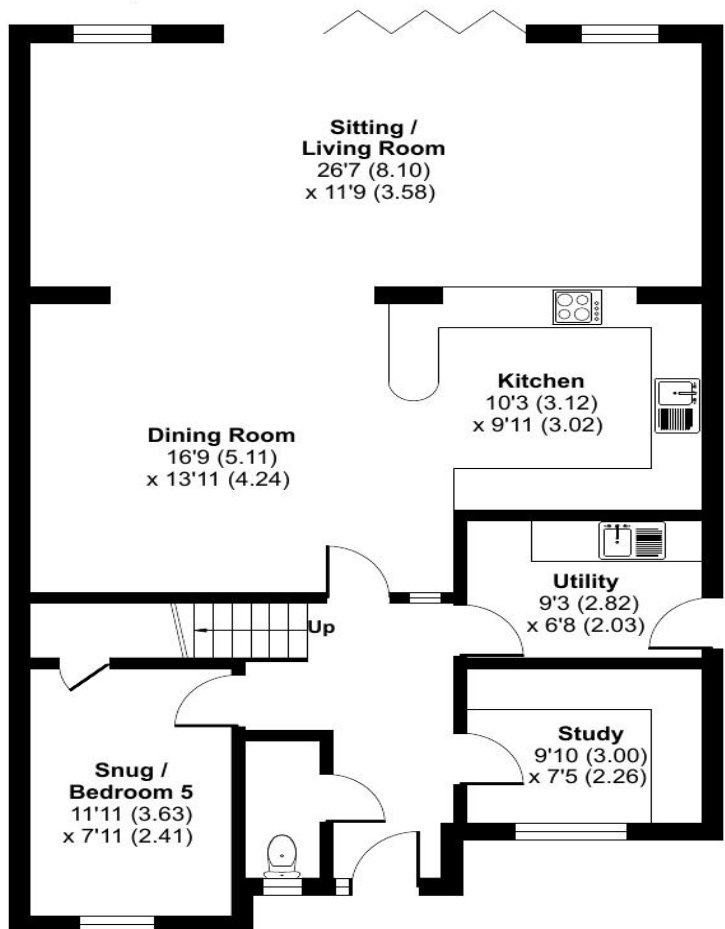 Sitting /
Living Room
26'7 (8.10)
x 11'9 (3.58)
Kitchen
10'3 (3.12)
x 9'11 (3.02)
Dining Room
16'9 (5.11)
x 13'11 (4.24)
Utility
9'3 (2.82)
x 6'8 (2.03)
Up
Study
9'10 (3.00)
x 7'5 (2.26)
Snug /
Bedroom 5
11'11 (3.63)
x 7'11 (2.41)